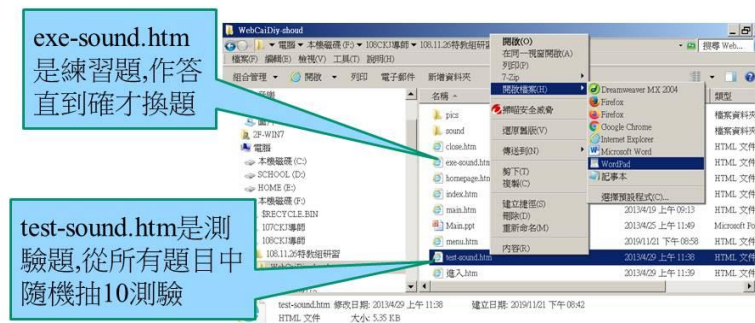 exe-sound.htm
是練習題,作答
直到確才換題
test-sound.htm是測
驗題,從所有題目中
隨機抽10測驗
WebCaiDiy-shoud
電腦 ▾ 本機磁碟 (F:) ▾ 108CKJ導師 ▾ 108.11.26特教組研習
搜尋 Web...
檔案(F) 編輯(E) 檢視(V) 工具(T) 說明(H)
組合管理 ▾ 開啟 ▾ 列印 電子郵件 新增資料夾
2F-WIN7
電腦
本機磁碟 (C:)
SCHOOL (D:)
HOME (E:)
本機磁碟 (F:)
$RECYCLE.BIN
107CKJ導師
108CKJ導師
108.11.26特教組研習
名稱
pics
sound
close.htm
exe-sound.htm
homepage.htm
index.htm
main.htm
Main.ppt
menu.htm
test-sound.htm
進入.htm
開啟(O)
在同一視窗開啟(A)
列印(P)
7-Zip
開啟檔案(H)
掃瞄安全威脅
還原舊版(V)
傳送到(N)
剪下(T)
複製(C)
建立捷徑(S)
刪除(D)
重新命名(M)
內容(R)
Dreamweaver MX 2004
Firefox
Firefox
Google Chrome
Internet Explorer
Microsoft Word
WordPad
記事本
選擇預設程式(C)...
類型
檔案資料夾
檔案資料夾
HTML 文件
HTML 文件
HTML 文件
HTML 文件
2013/4/19 上午 09:13 HTML 文件
2013/4/25 上午 11:49 Microsoft Po
2019/11/21 下午 08:58 HTML 文件
2013/4/29 上午 11:38 HTML 文件
2013/4/29 上午 11:39 HTML 文件
test-sound.htm 修改日期: 2013/4/29 上午 11:38 建立日期: 2019/11/21 下午 08:42
HTML 文件 大小: 5.35 KB